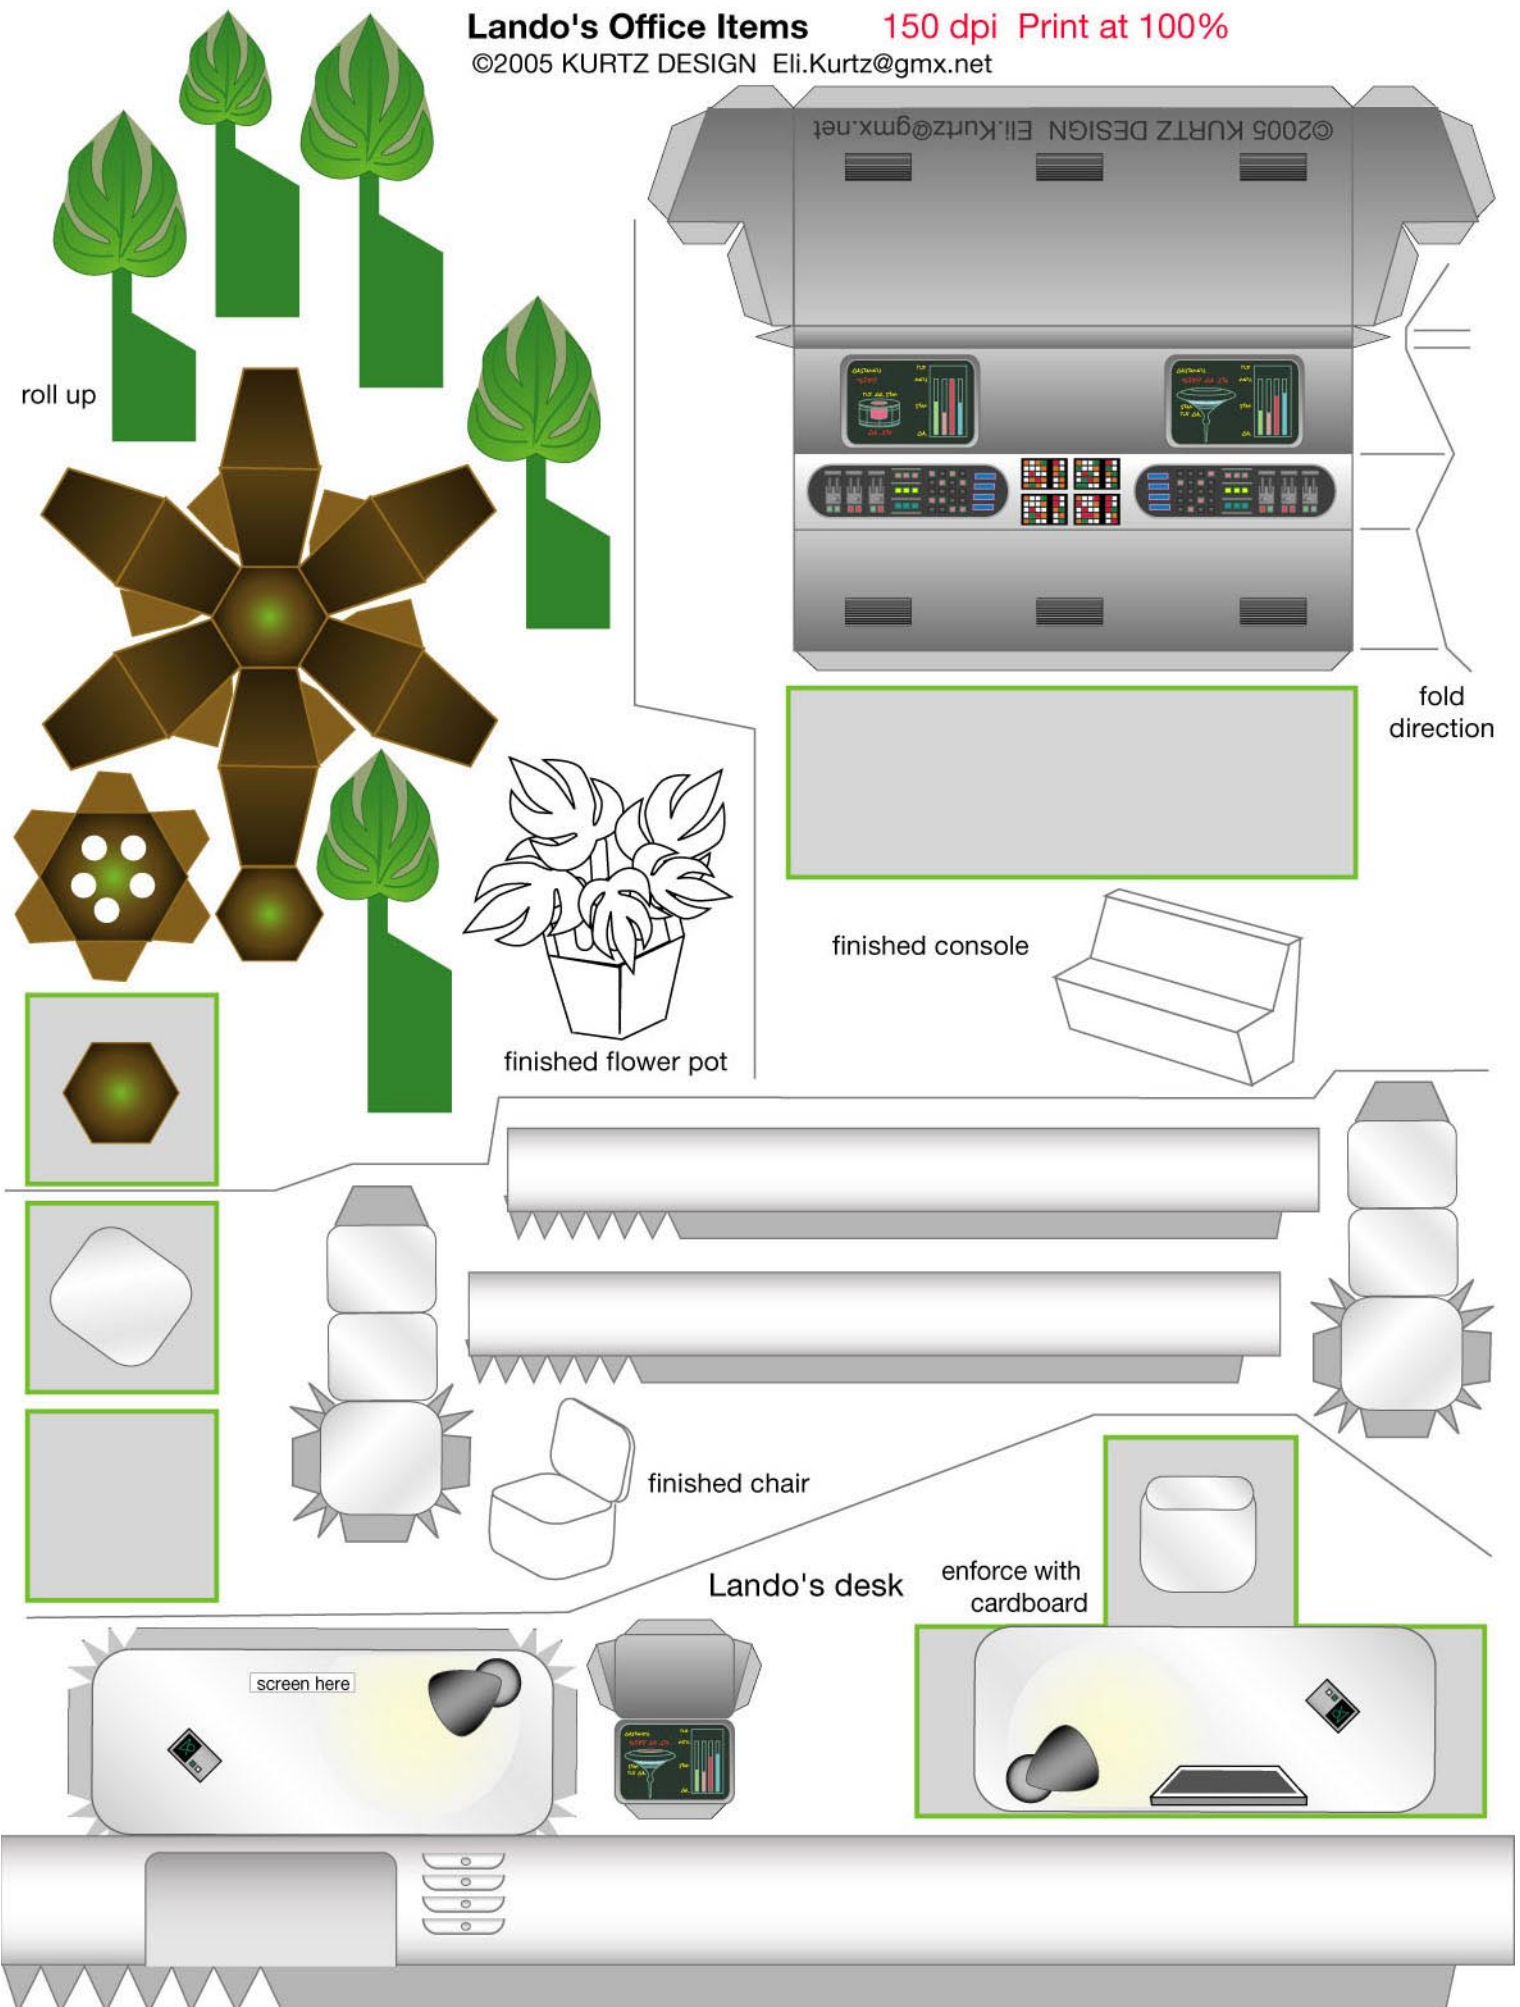 Lando's Office Items 150 dpi Print at 100%
©2005 KURTZ DESIGN Eli.Kurtz@gmx.net
©2005 KURTZ DESIGN Eli.Kurtz@gmx.net
roll up
fold
direction
finished console
finished flower pot
finished chair
Lando's desk
enforce with
cardboard
screen here